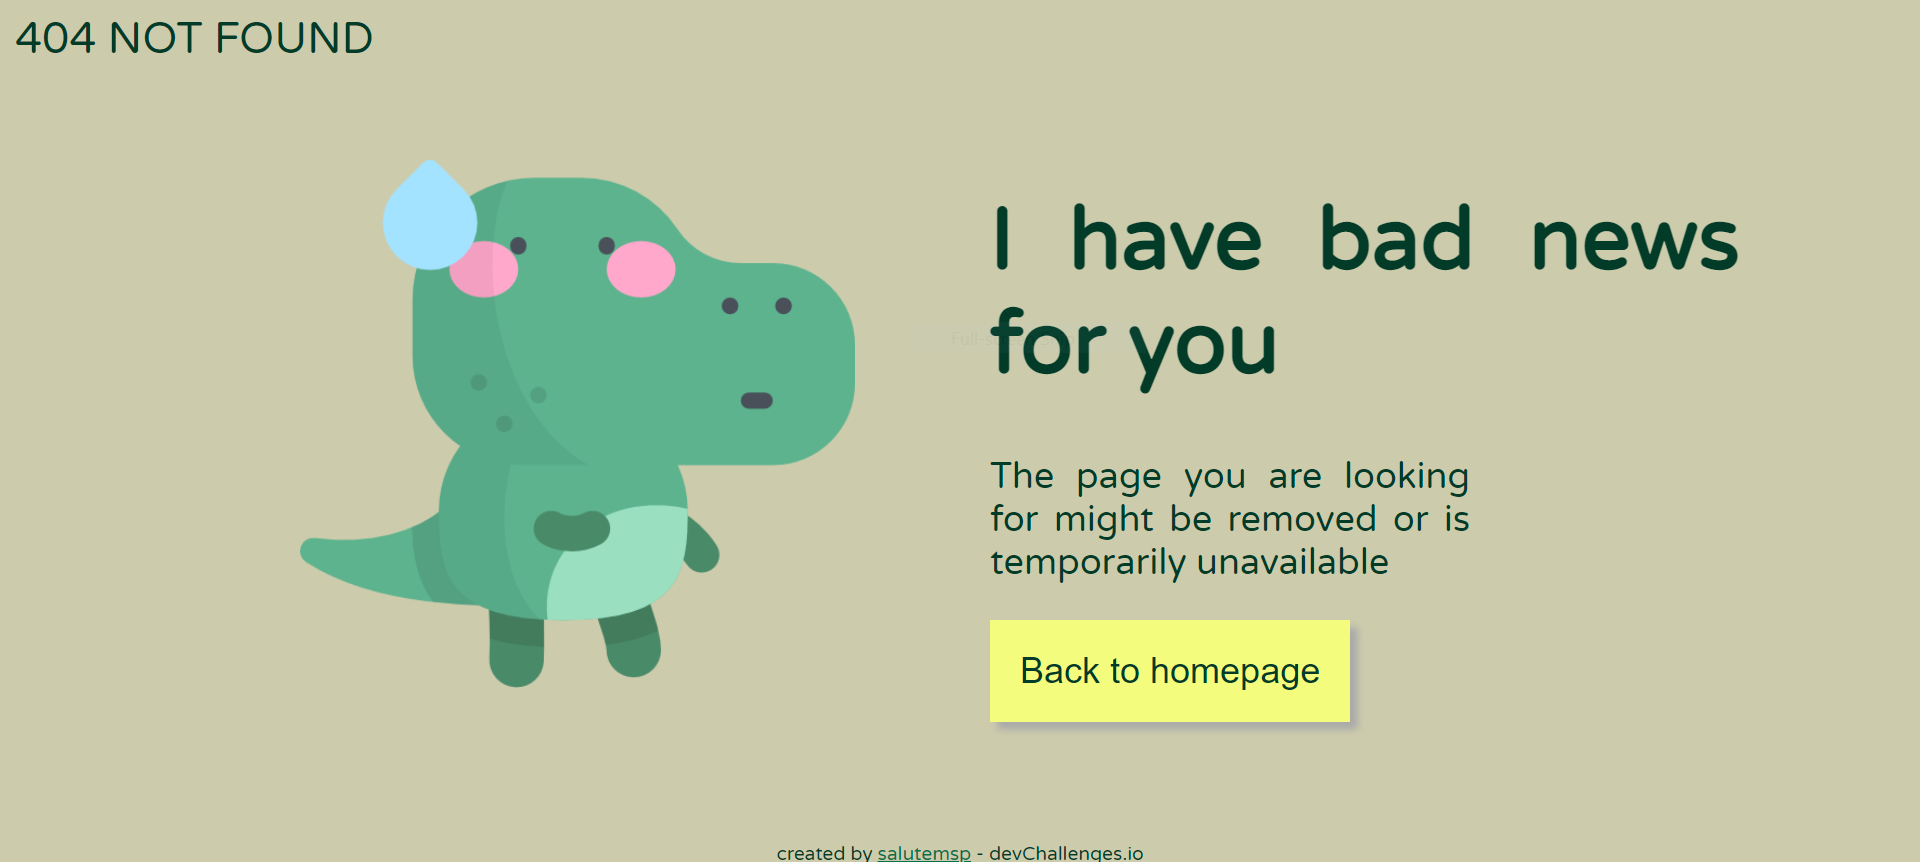 404 NOT FOUND
I have bad news
for you
The page you are looking
for might be removed or is
temporarily unavailable
Back to homepage
created by salutemsp - devChallenges.io